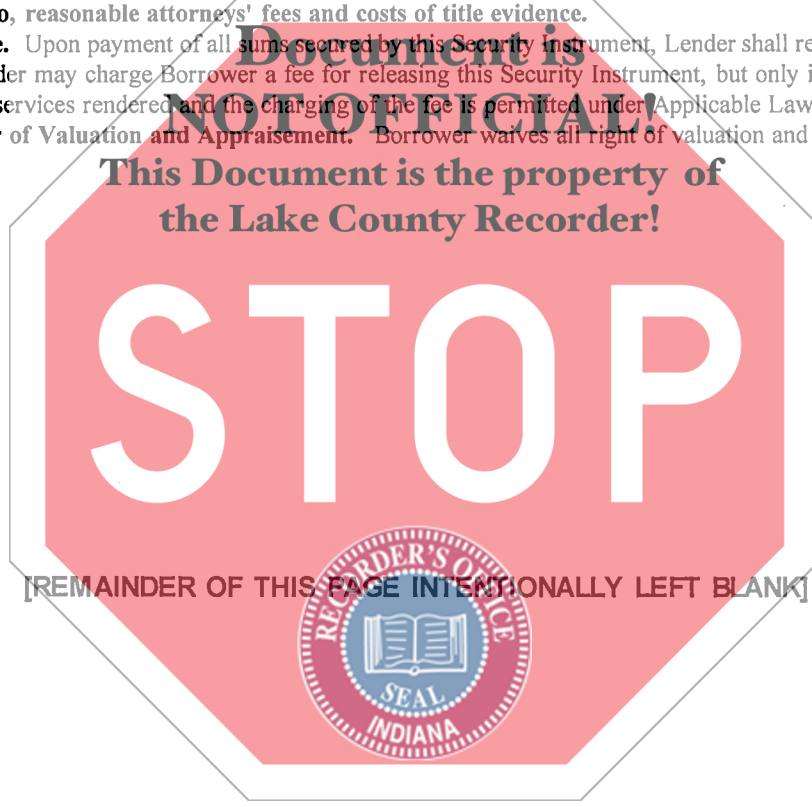 o, reasonable attorneys' fees and costs of title evidence.
e. Upon payment of all sums secured by this Security Instrument, Lender shall re
der may charge Borrower a fee for releasing this Security Instrument, but only i
services rendered and the charging of the fee is permitted under Applicable Law
r of Valuation and Appraisement. Borrower waives all right of valuation and
Document is
NOT OFFICIAL!
This Document is the property of
the Lake County Recorder!
STOP
[REMAINDER OF THIS PAGE INTENTIONALLY LEFT BLANK]
RECORDER'S OFFICE
SEAL
INDIANA